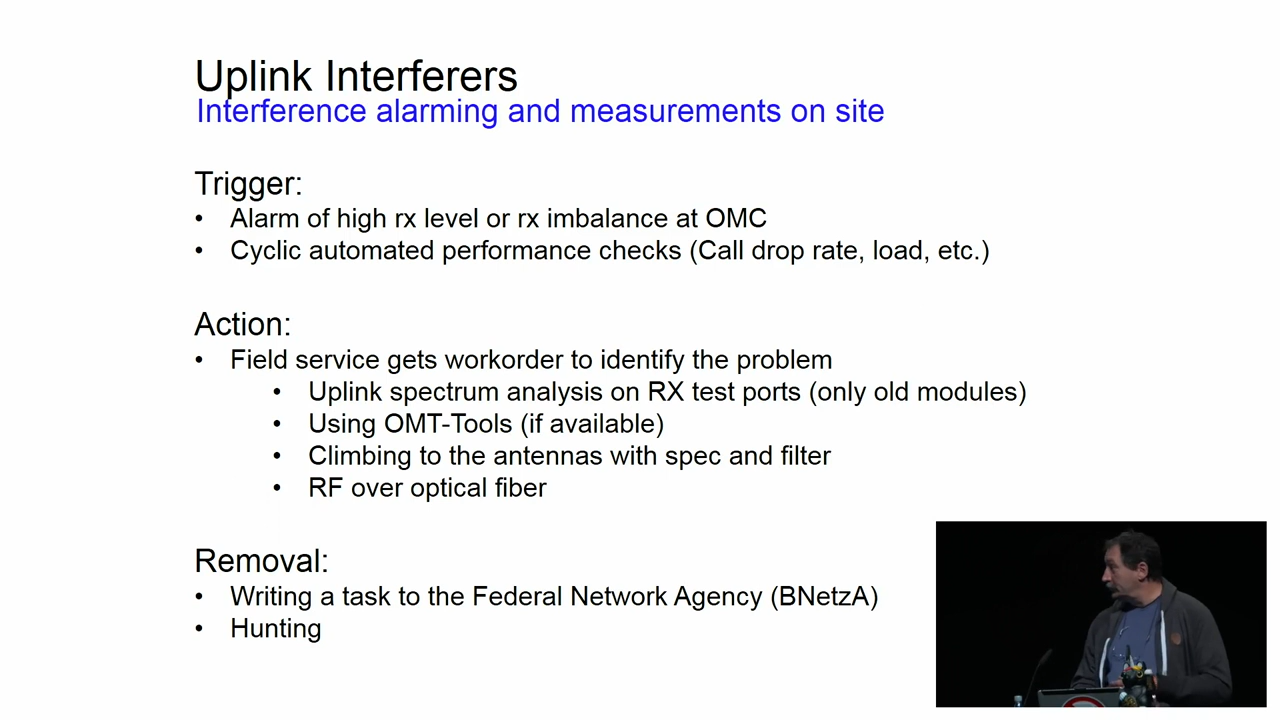 Uplink Interferers
Interference alarming and measurements on site
Trigger:
• Alarm of high rx level or rx imbalance at OMC
• Cyclic automated performance checks (Call drop rate, load, etc.)
Action:
• Field service gets workorder to identify the problem
• Uplink spectrum analysis on RX test ports (only old modules)
• Using OMT-Tools (if available)
• Climbing to the antennas with spec and filter
• RF over optical fiber
Removal:
• Writing a task to the Federal Network Agency (BNetzA)
• Hunting